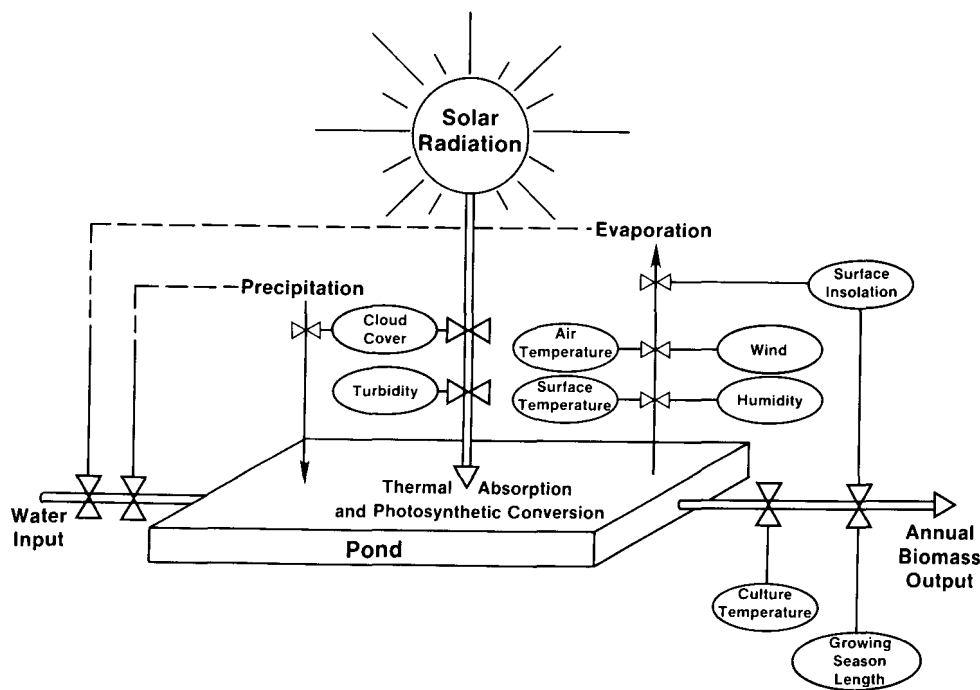 Solar
Radiation
Evaporation
Precipitation
Surface
Insolation
Cloud
Cover
Air
Temperature
Wind
Turbidity
Surface
Temperature
Humidity
Thermal Absorption
and Photosynthetic Conversion
Water
Input
Pond
Annual
Biomass
Output
Culture
Temperature
Growing
Season
Length